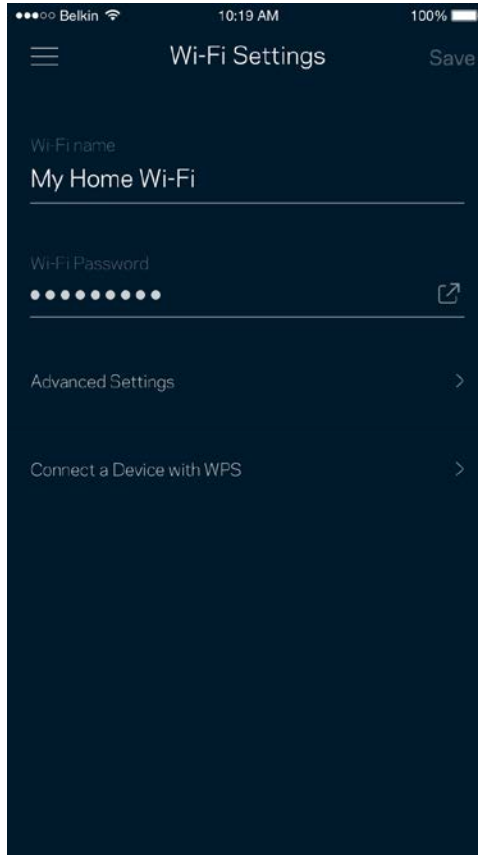 Belkin 10:19 AM 100%
Wi-Fi Settings Save
Wi-Fi name
My Home Wi-Fi
Wi-Fi Password
●●●●●●●●●
Advanced Settings >
Connect a Device with WPS >